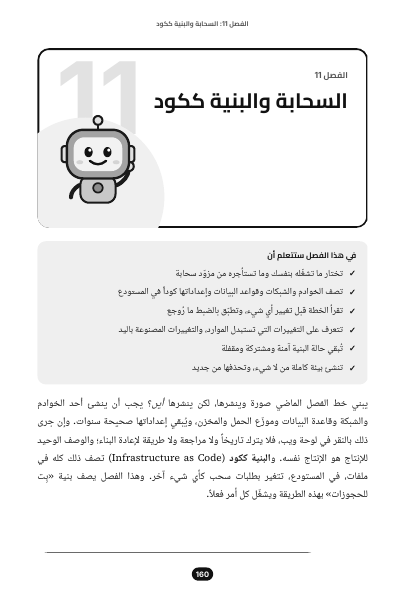 الفصل 11: السحابة والبنية ككود
11
الفصل 11
السحابة والبنية ككود
في هذا الفصل ستتعلم أن
✓ تختار ما تشغّله بنفسك وما تستأجره من مزوّد سحابة
✓ تصف الخوادم والشبكات وقواعد البيانات وإعداداتها كوداً في المستودع
✓ تقرأ الخطة قبل تغيير أي شيء، وتطبّق بالضبط ما رُوجع
✓ تتعرف على التغييرات التي تستبدل الموارد، والتغييرات المصنوعة باليد
✓ تُبقي حالة البنية آمنة ومشتركة ومقفلة
✓ تنشئ بيئة كاملة من لا شيء، وتحذفها من جديد
يبني خط الفصل الماضي صورة وينشرها، لكن ينشرها أين؟ يجب أن ينشئ أحد الخوادم
والشبكة وقاعدة البيانات وموزّع الحمل والمخزن، ويُبقي إعداداتها صحيحة سنوات. وإن جرى
ذلك بالنقر في لوحة ويب، فلا يترك تاريخاً ولا مراجعة ولا طريقة لإعادة البناء؛ والوصف الوحيد
للإنتاج هو الإنتاج نفسه. والبنية ككود (Infrastructure as Code) تصف ذلك كله في
ملفات، في المستودع، تتغير بطلبات سحب كأي شيء آخر. وهذا الفصل يصف بنية «بِت
للحجوزات» بهذه الطريقة ويشغّل كل أمر فعلاً.
160